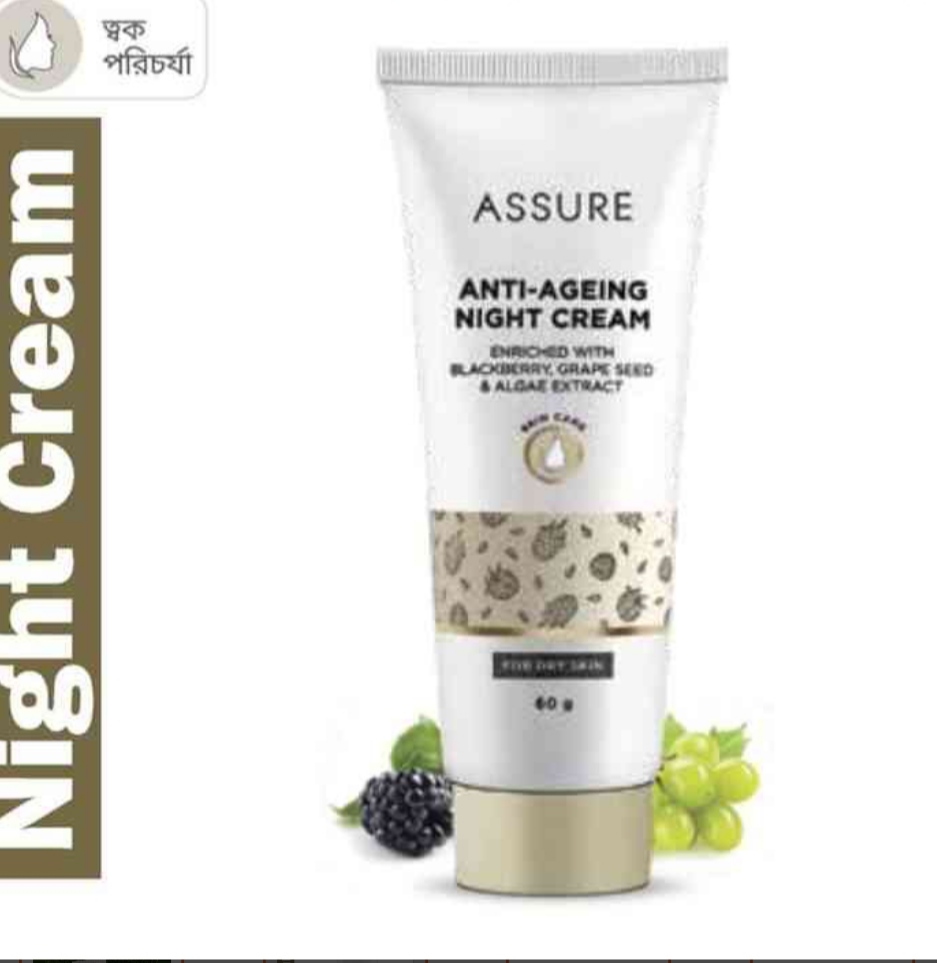 ত্বক
পরিচর্যা
Night Cream
ASSURE
ANTI-AGEING
NIGHT CREAM
ENRICHED WITH
BLACKBERRY, GRAPE SEED
& ALGAE EXTRACT
SKIN CARE
FOR DRY SKIN
60 g